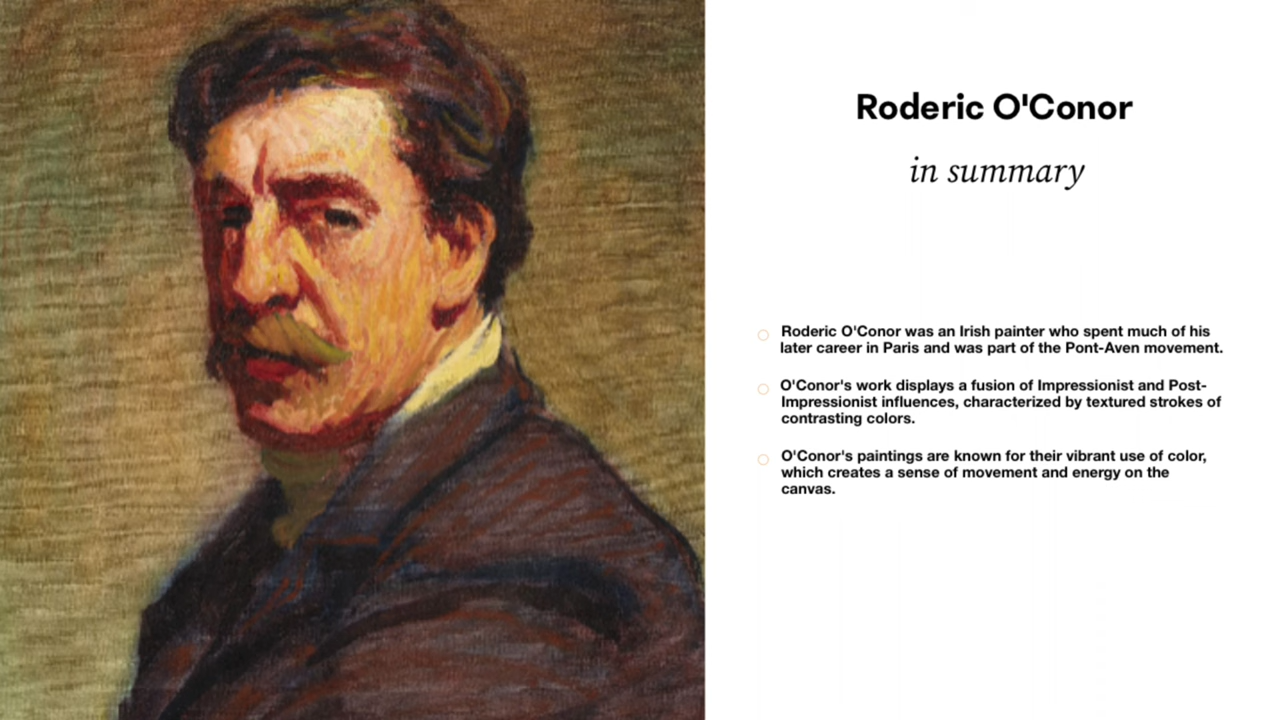 Roderic O'Conor
in summary
Roderic O'Conor was an Irish painter who spent much of his
later career in Paris and was part of the Pont-Aven movement.
O'Conor's work displays a fusion of Impressionist and Post-
Impressionist influences, characterized by textured strokes of
contrasting colors.
O'Conor's paintings are known for their vibrant use of color,
which creates a sense of movement and energy on the
canvas.